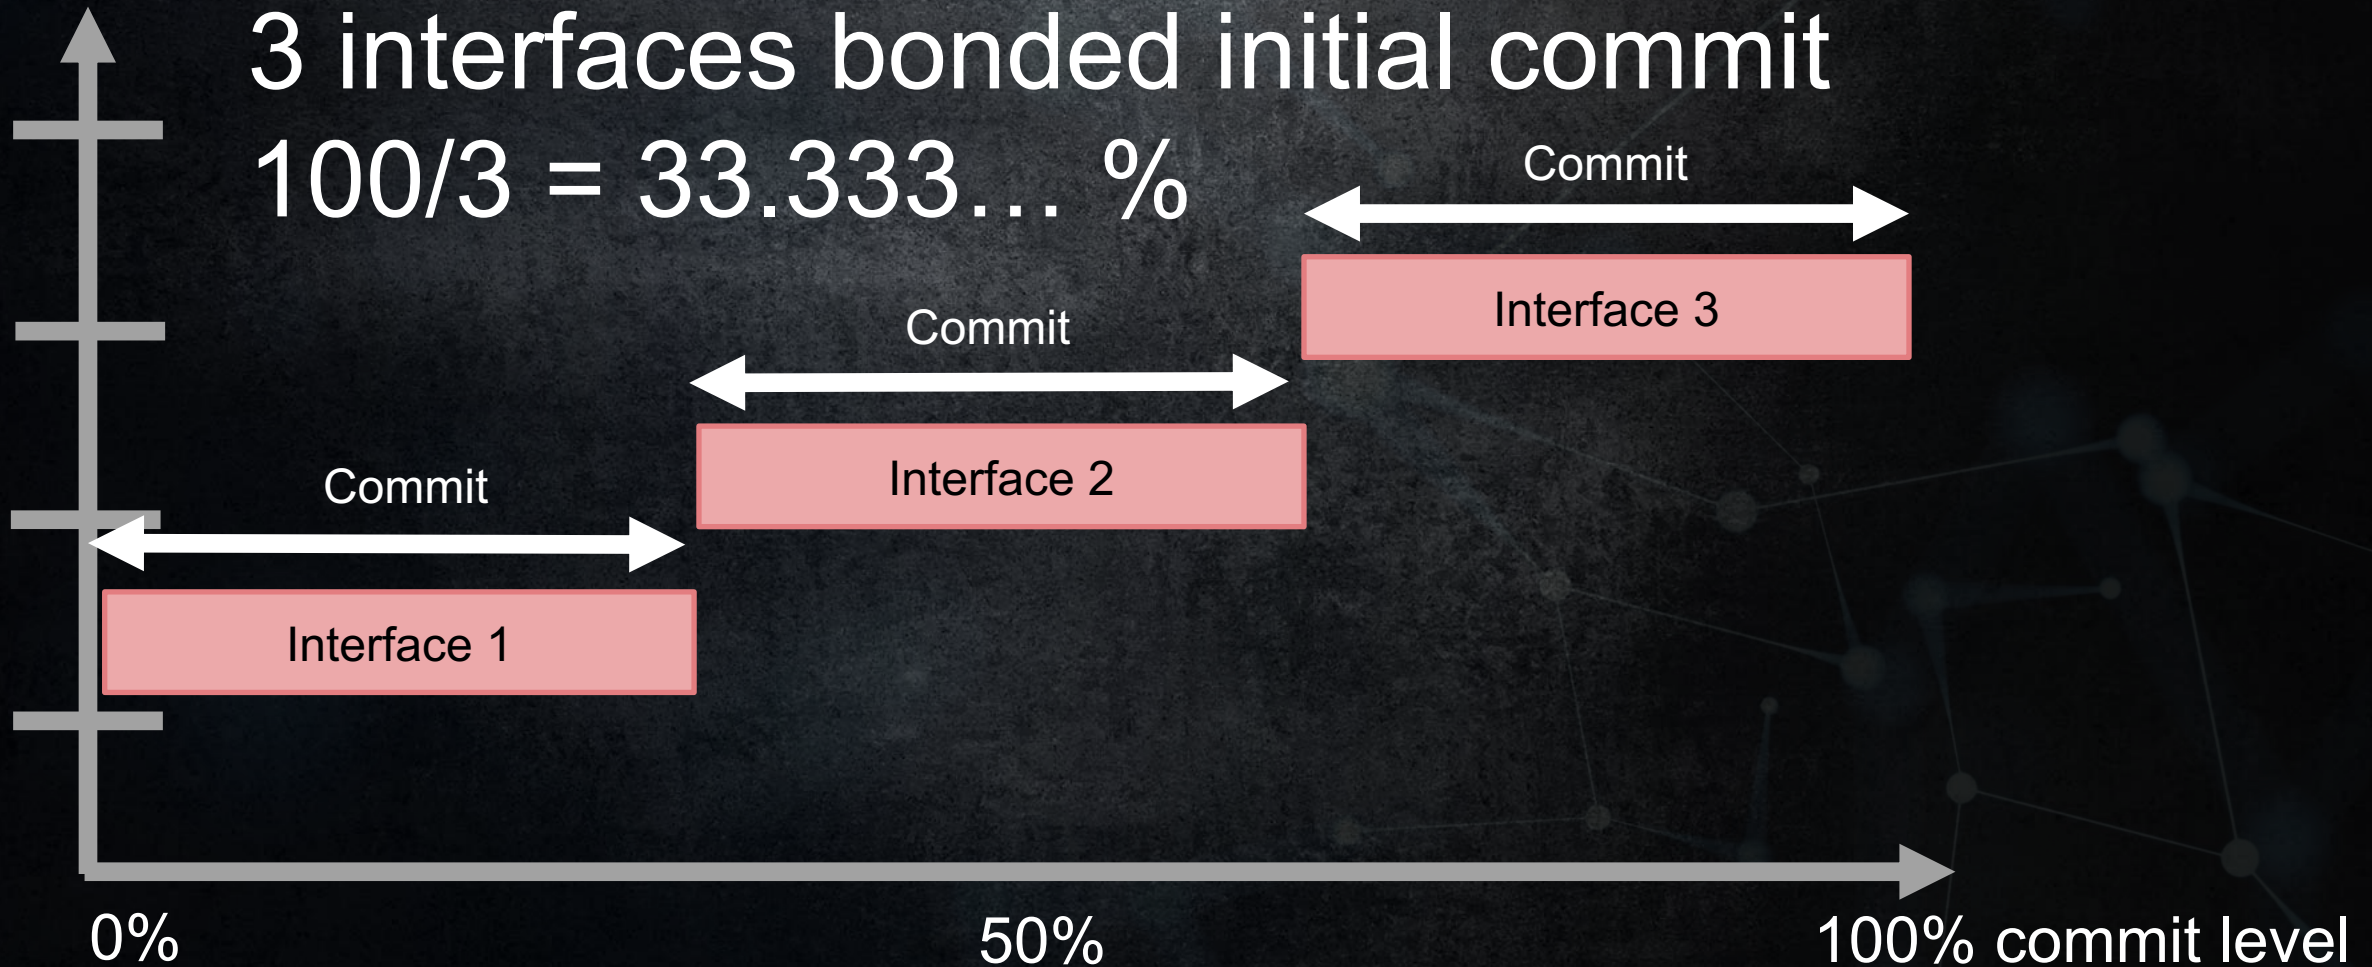 3 interfaces bonded initial commit
100/3 = 33.333... %
Commit
Interface 3
Commit
Interface 2
Commit
Interface 1
0%
50%
100% commit level